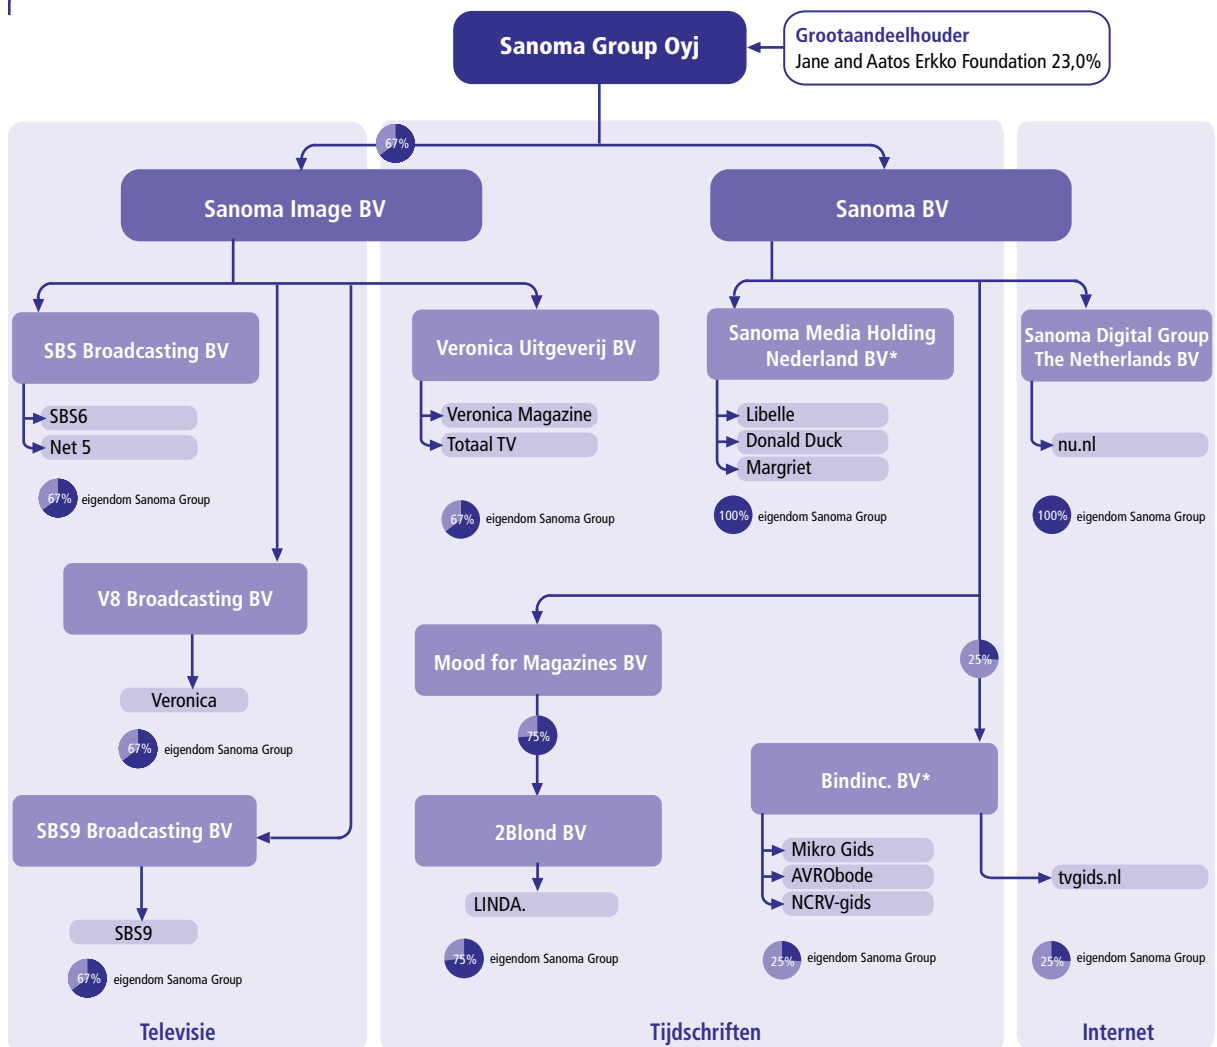 Sanoma Group Oyj
Grootaandeelhouder
Jane and Aatos Erkko Foundation 23,0%
67%
Sanoma Image BV
Sanoma BV
SBS Broadcasting BV
SBS6
Net 5
67% eigendom Sanoma Group
Veronica Uitgeverij BV
Veronica Magazine
Totaal TV
67% eigendom Sanoma Group
Sanoma Media Holding
Nederland BV*
Libelle
Donald Duck
Margriet
100% eigendom Sanoma Group
Sanoma Digital Group
The Netherlands BV
nu.nl
100% eigendom Sanoma Group
V8 Broadcasting BV
Veronica
67% eigendom Sanoma Group
Mood for Magazines BV
75%
25%
SBS9 Broadcasting BV
SBS9
67% eigendom Sanoma Group
2Blond BV
LINDA.
75% eigendom Sanoma Group
Bindinc. BV*
Mikro Gids
AVRObode
NCRV-gids
25% eigendom Sanoma Group
tvgids.nl
25% eigendom Sanoma Group
Televisie
Tijdschriften
Internet